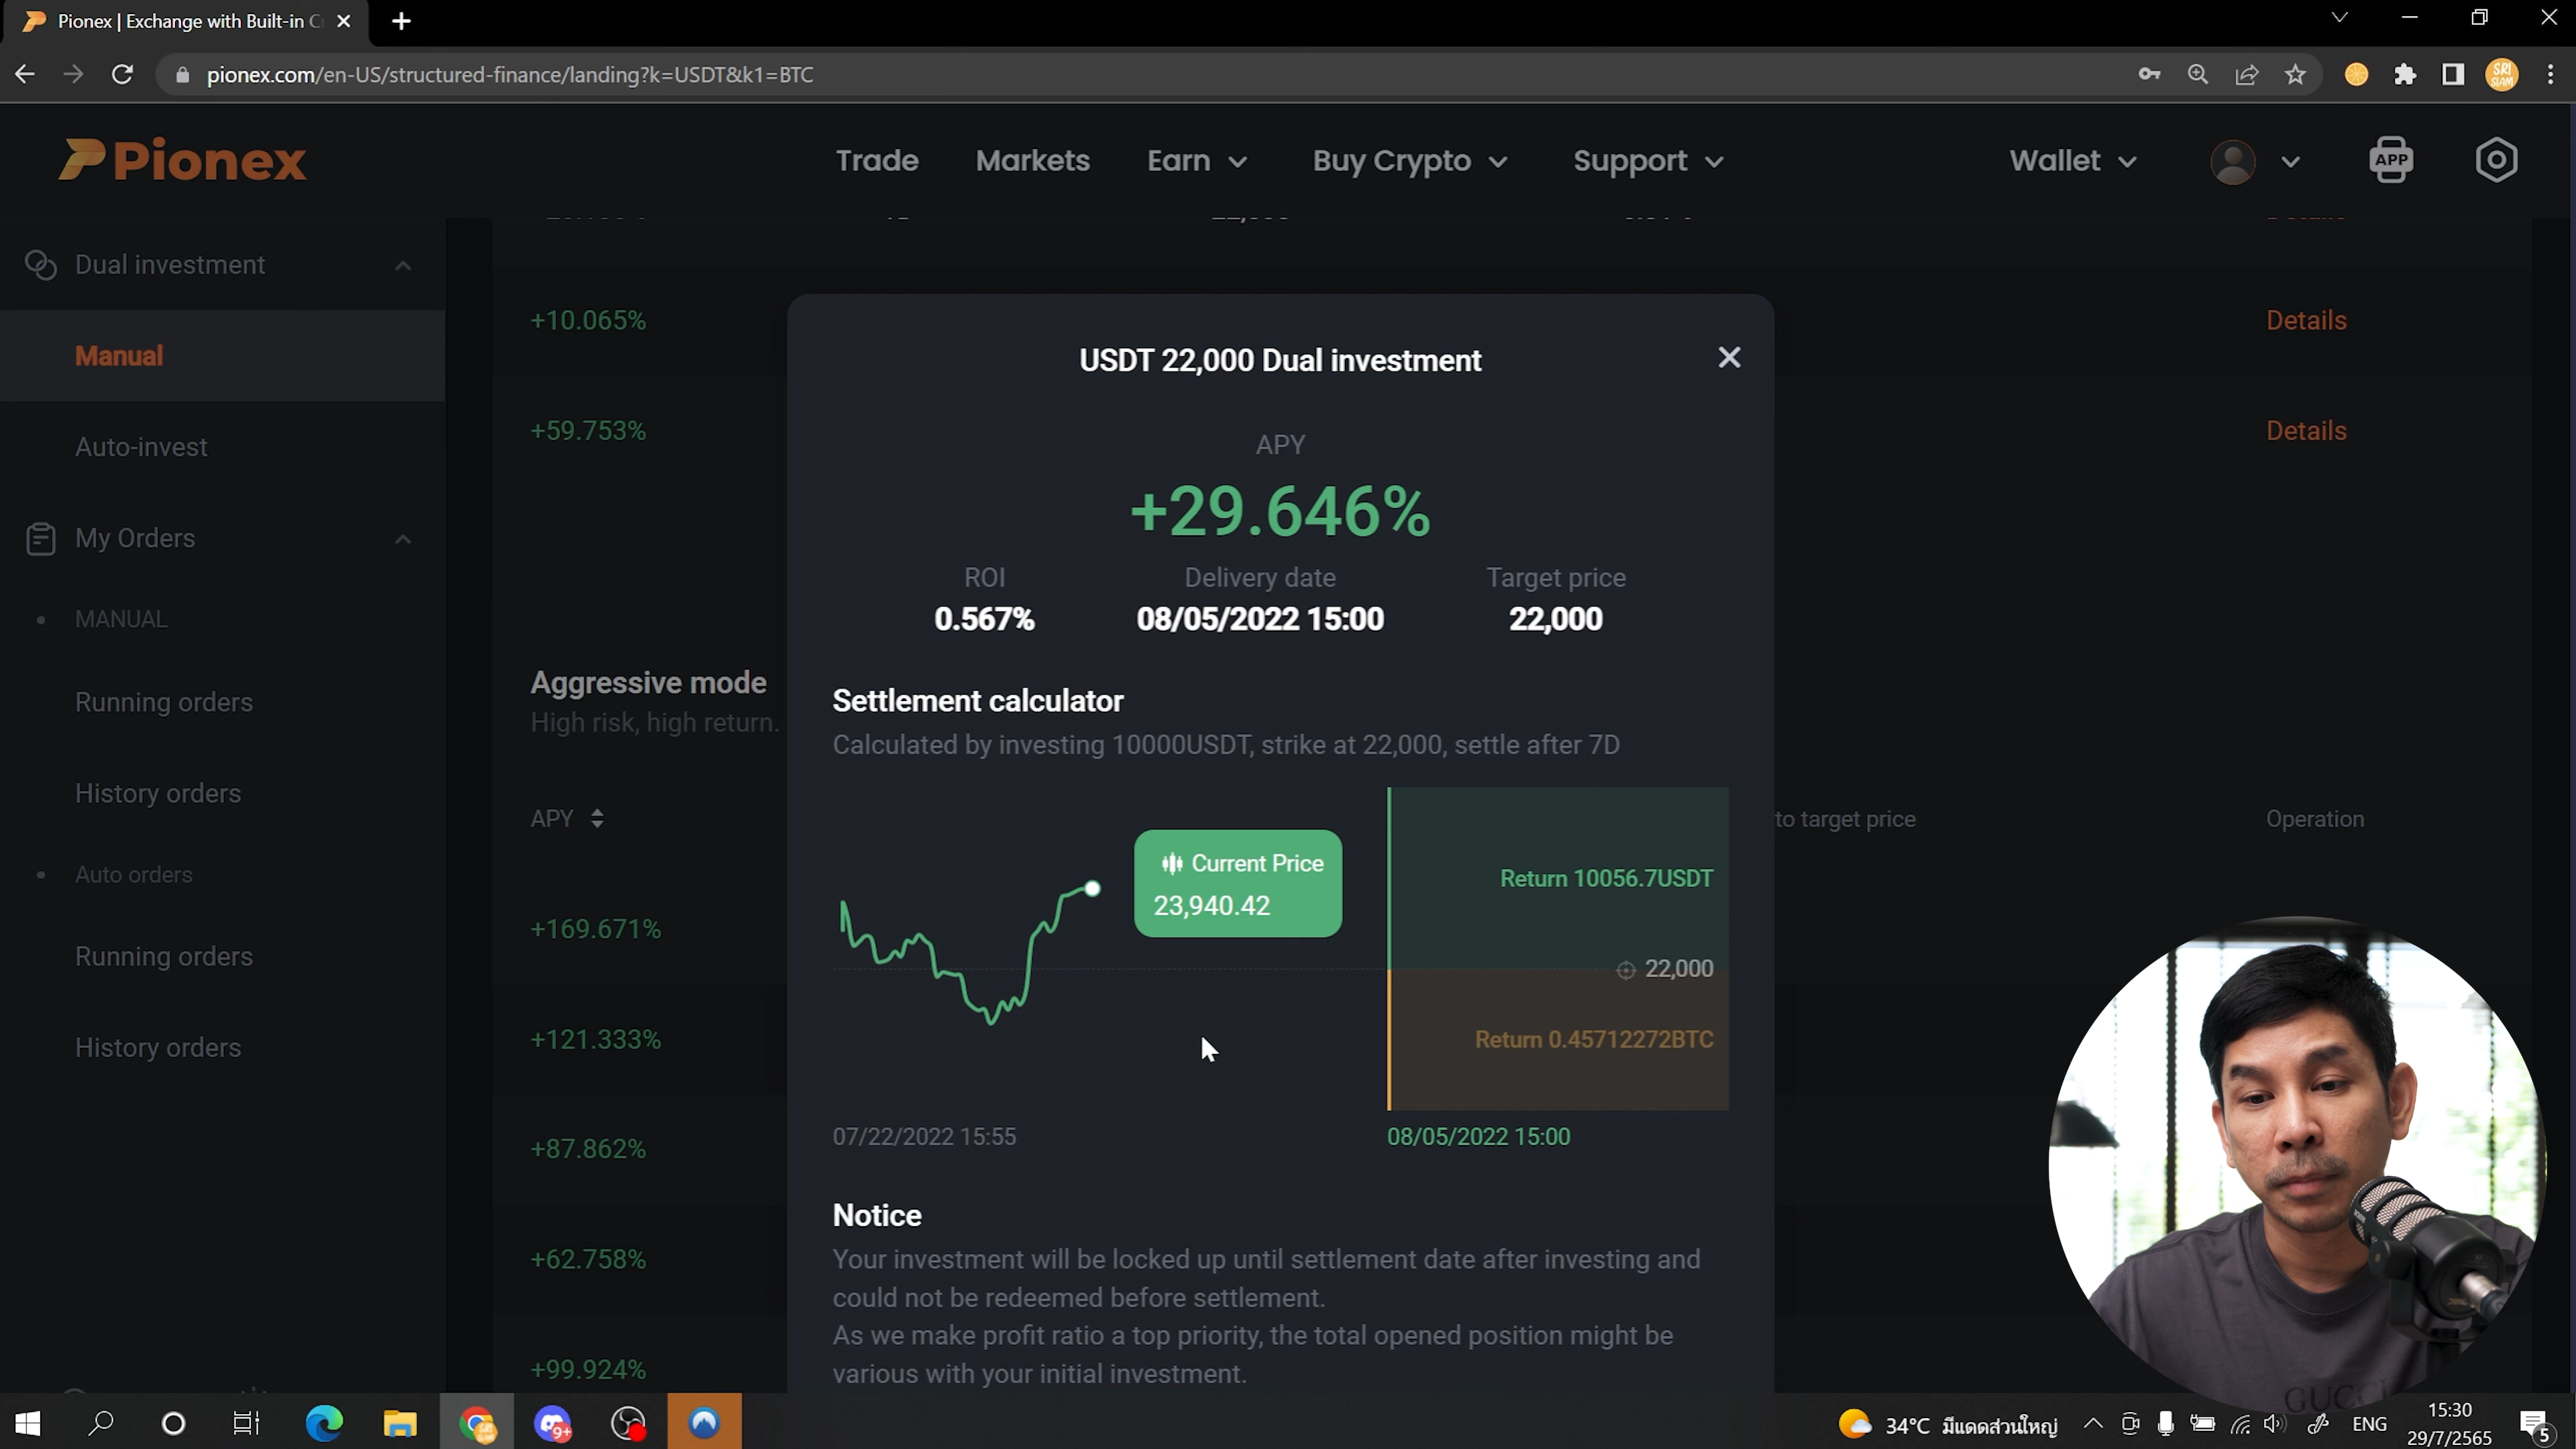 Pionex | Exchange with Built-in Cr
pionex.com/en-US/structured-finance/landing?k=USDT&k1=BTC
SRI SIAM
Pionex
Trade
Markets
Earn
Buy Crypto
Support
Wallet
APP
Dual investment
Manual
Auto-invest
My Orders
MANUAL
Running orders
History orders
Auto orders
Running orders
History orders
22,000
Details
+10.065%
Details
+59.753%
Details
Aggressive mode
High risk, high return.
APY
to target price
Operation
+169.671%
+121.333%
+87.862%
+62.758%
+99.924%
USDT 22,000 Dual investment
APY
+29.646%
ROI
Delivery date
Target price
0.567%
08/05/2022 15:00
22,000
Settlement calculator
Calculated by investing 10000USDT, strike at 22,000, settle after 7D
Current Price
23,940.42
Return 10056.7USDT
22,000
Return 0.45712272BTC
07/22/2022 15:55
08/05/2022 15:00
Notice
Your investment will be locked up until settlement date after investing and
could not be redeemed before settlement.
As we make profit ratio a top priority, the total opened position might be
various with your initial investment.
GUCCI
9+
34°C มีแดดส่วนใหญ่
ENG
15:30
29/7/2565
5